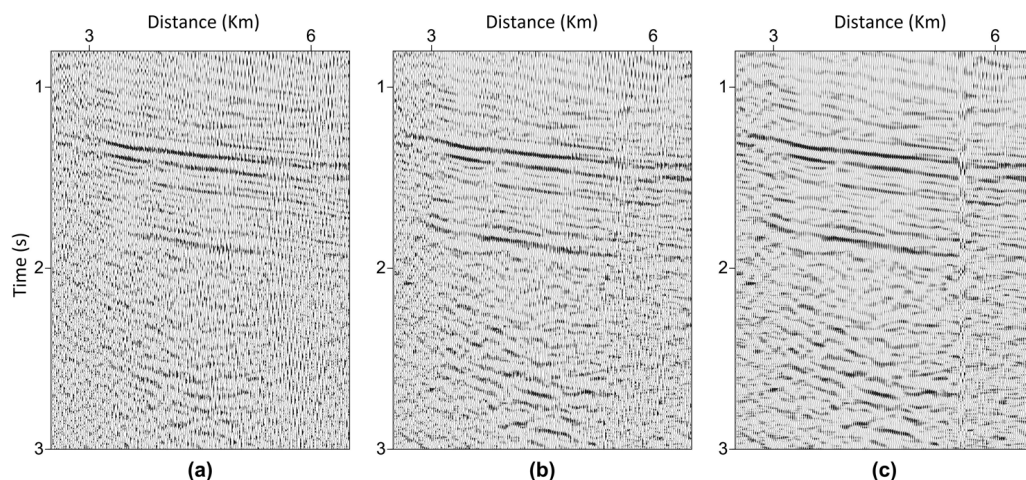 Distance (Km) Distance (Km) Distance (Km)
3 6 3 6 3 6
1 1 1
Time (s)
2 2 2
3 3 3
(a) (b) (c)